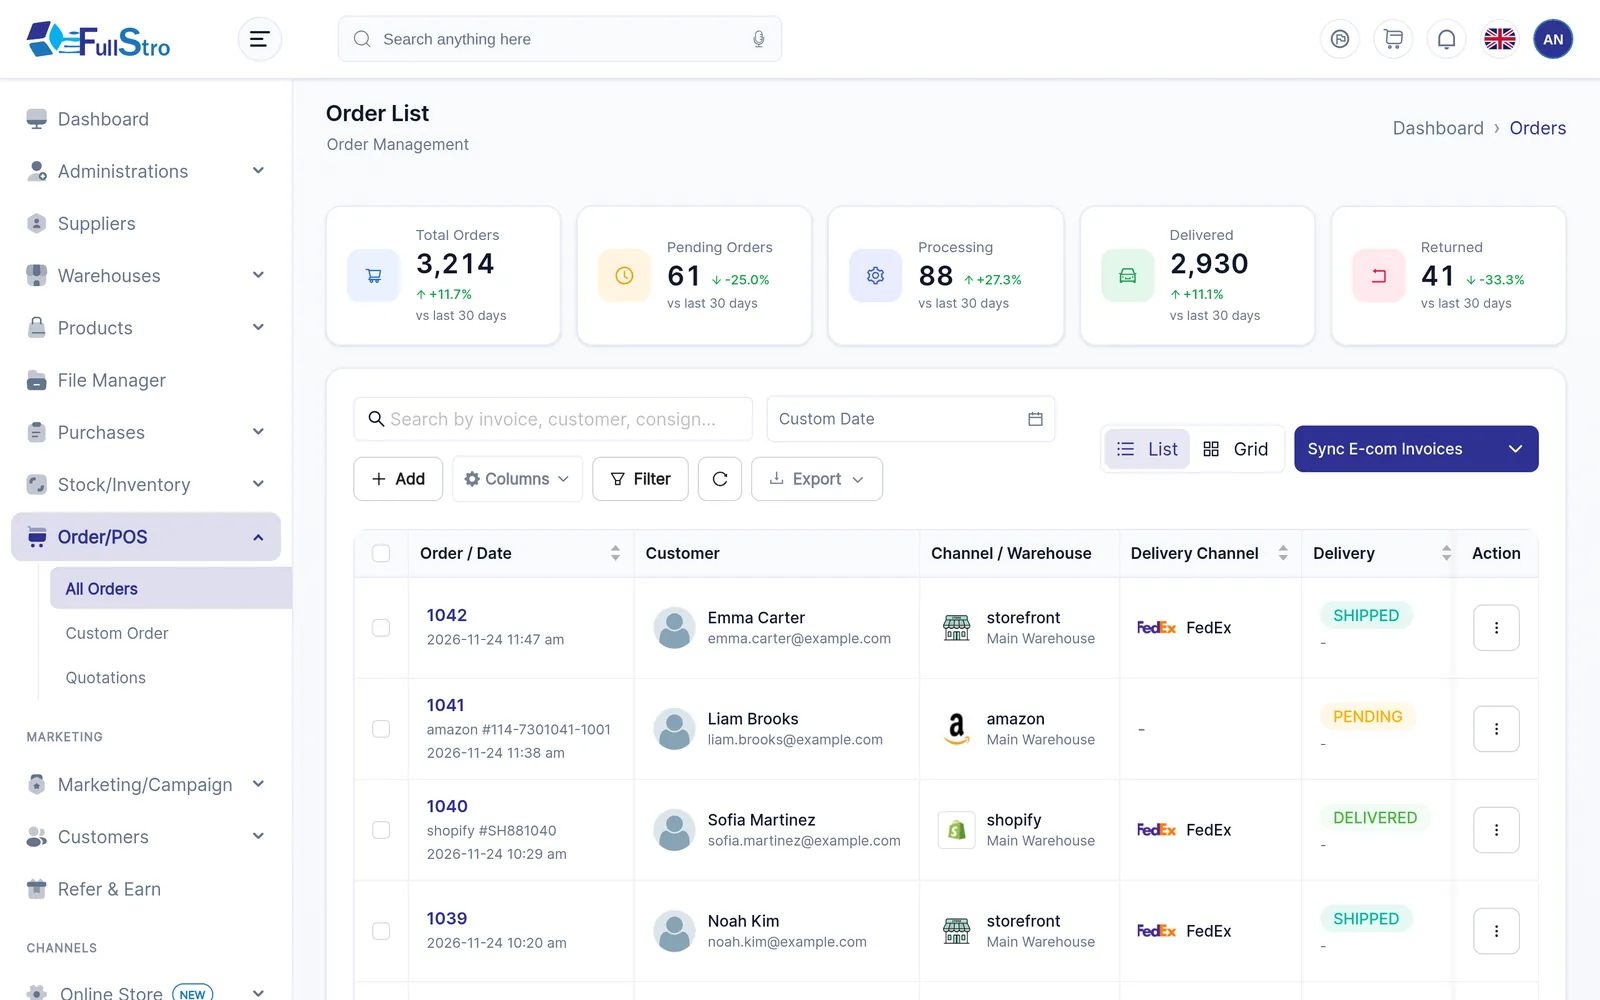 FullStro
Search anything here
AN
Dashboard
Administrations
Suppliers
Warehouses
Products
File Manager
Purchases
Stock/Inventory
Order/POS
All Orders
Custom Order
Quotations
MARKETING
Marketing/Campaign
Customers
Refer & Earn
CHANNELS
Online Store NEW
Order List
Order Management
Dashboard › Orders
Total Orders
3,214
+11.7%
vs last 30 days
Pending Orders
61 -25.0%
vs last 30 days
Processing
88 +27.3%
vs last 30 days
Delivered
2,930
+11.1%
vs last 30 days
Returned
41 -33.3%
vs last 30 days
Search by invoice, customer, consign...
Custom Date
Add
Columns
Filter
Export
List
Grid
Sync E-com Invoices
Order / Date Customer Channel / Warehouse Delivery Channel Delivery Action
1042
2026-11-24 11:47 am
Emma Carter
emma.carter@example.com
storefront
Main Warehouse
FedEx FedEx
SHIPPED
-
1041
amazon #114-7301041-1001
2026-11-24 11:38 am
Liam Brooks
liam.brooks@example.com
a
amazon
Main Warehouse
-
PENDING
-
1040
shopify #SH881040
2026-11-24 10:29 am
Sofia Martinez
sofia.martinez@example.com
shopify
Main Warehouse
FedEx FedEx
DELIVERED
-
1039
2026-11-24 10:20 am
Noah Kim
noah.kim@example.com
storefront
Main Warehouse
FedEx FedEx
SHIPPED
-